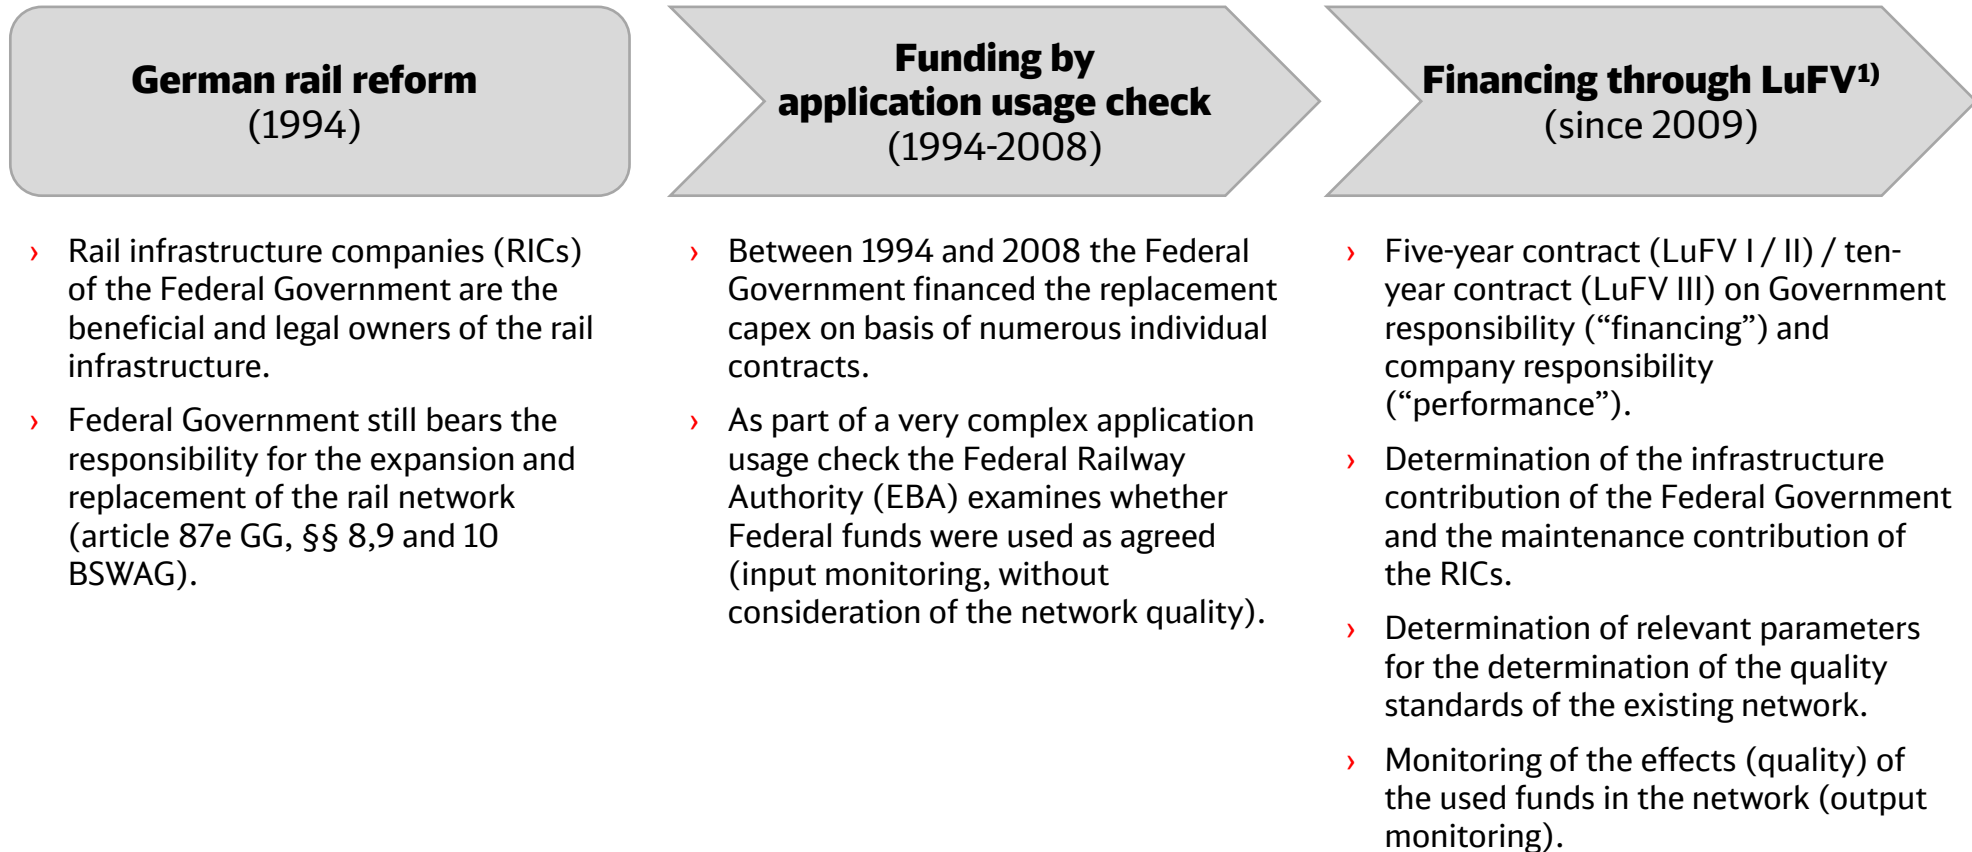 German rail reform
(1994)
› Rail infrastructure companies (RICs)
of the Federal Government are the
beneficial and legal owners of the rail
infrastructure.
› Federal Government still bears the
responsibility for the expansion and
replacement of the rail network
(article 87e GG, §§ 8,9 and 10
BSWAG).
Funding by
application usage check
(1994-2008)
› Between 1994 and 2008 the Federal
Government financed the replacement
capex on basis of numerous individual
contracts.
› As part of a very complex application
usage check the Federal Railway
Authority (EBA) examines whether
Federal funds were used as agreed
(input monitoring, without
consideration of the network quality).
Financing through LuFV¹⁾
(since 2009)
› Five-year contract (LuFV I / II) / ten-
year contract (LuFV III) on Government
responsibility (“financing”) and
company responsibility
(“performance”).
› Determination of the infrastructure
contribution of the Federal Government
and the maintenance contribution of
the RICs.
› Determination of relevant parameters
for the determination of the quality
standards of the existing network.
› Monitoring of the effects (quality) of
the used funds in the network (output
monitoring).